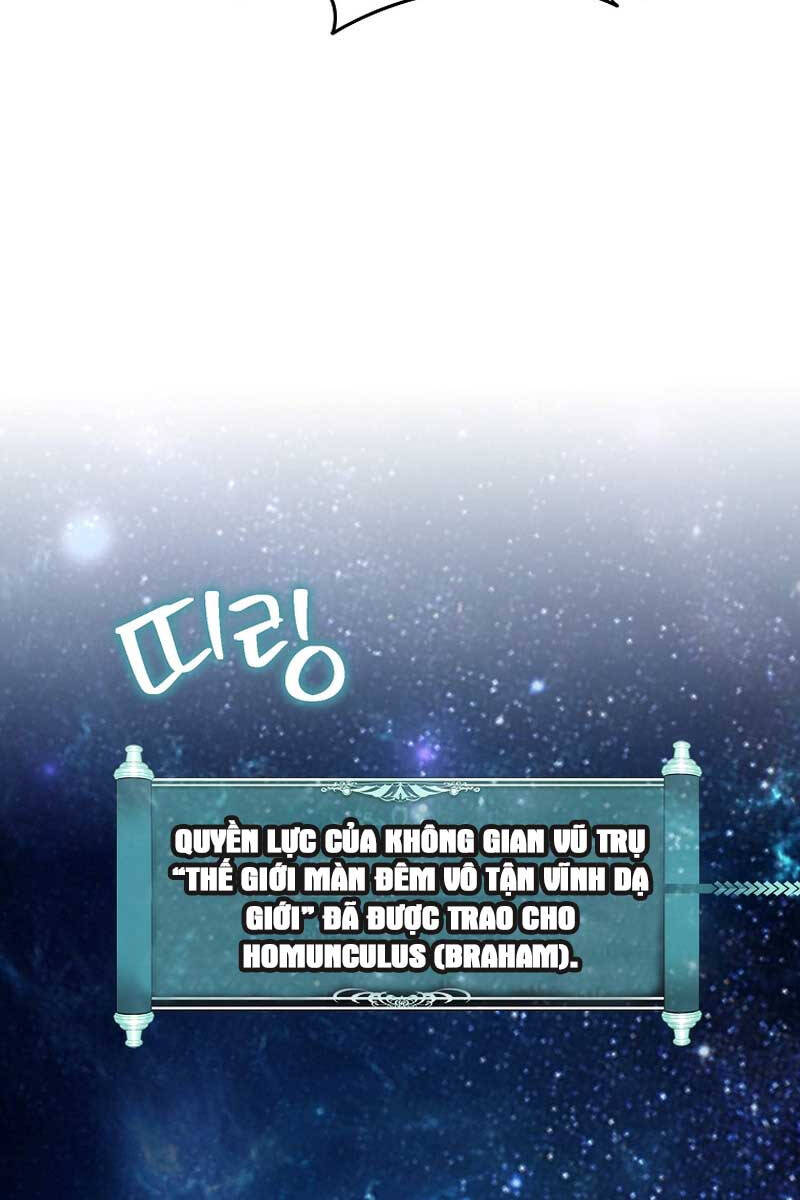 띠링
QUYỀN LỰC CỦA KHÔNG GIAN VŨ TRỤ
“THẾ GIỚI MÀN ĐÊM VÔ TẬN VĨNH DẠ
GIỚI” ĐÃ ĐƯỢC TRAO CHO
HOMUNCULUS (BRAHAM).